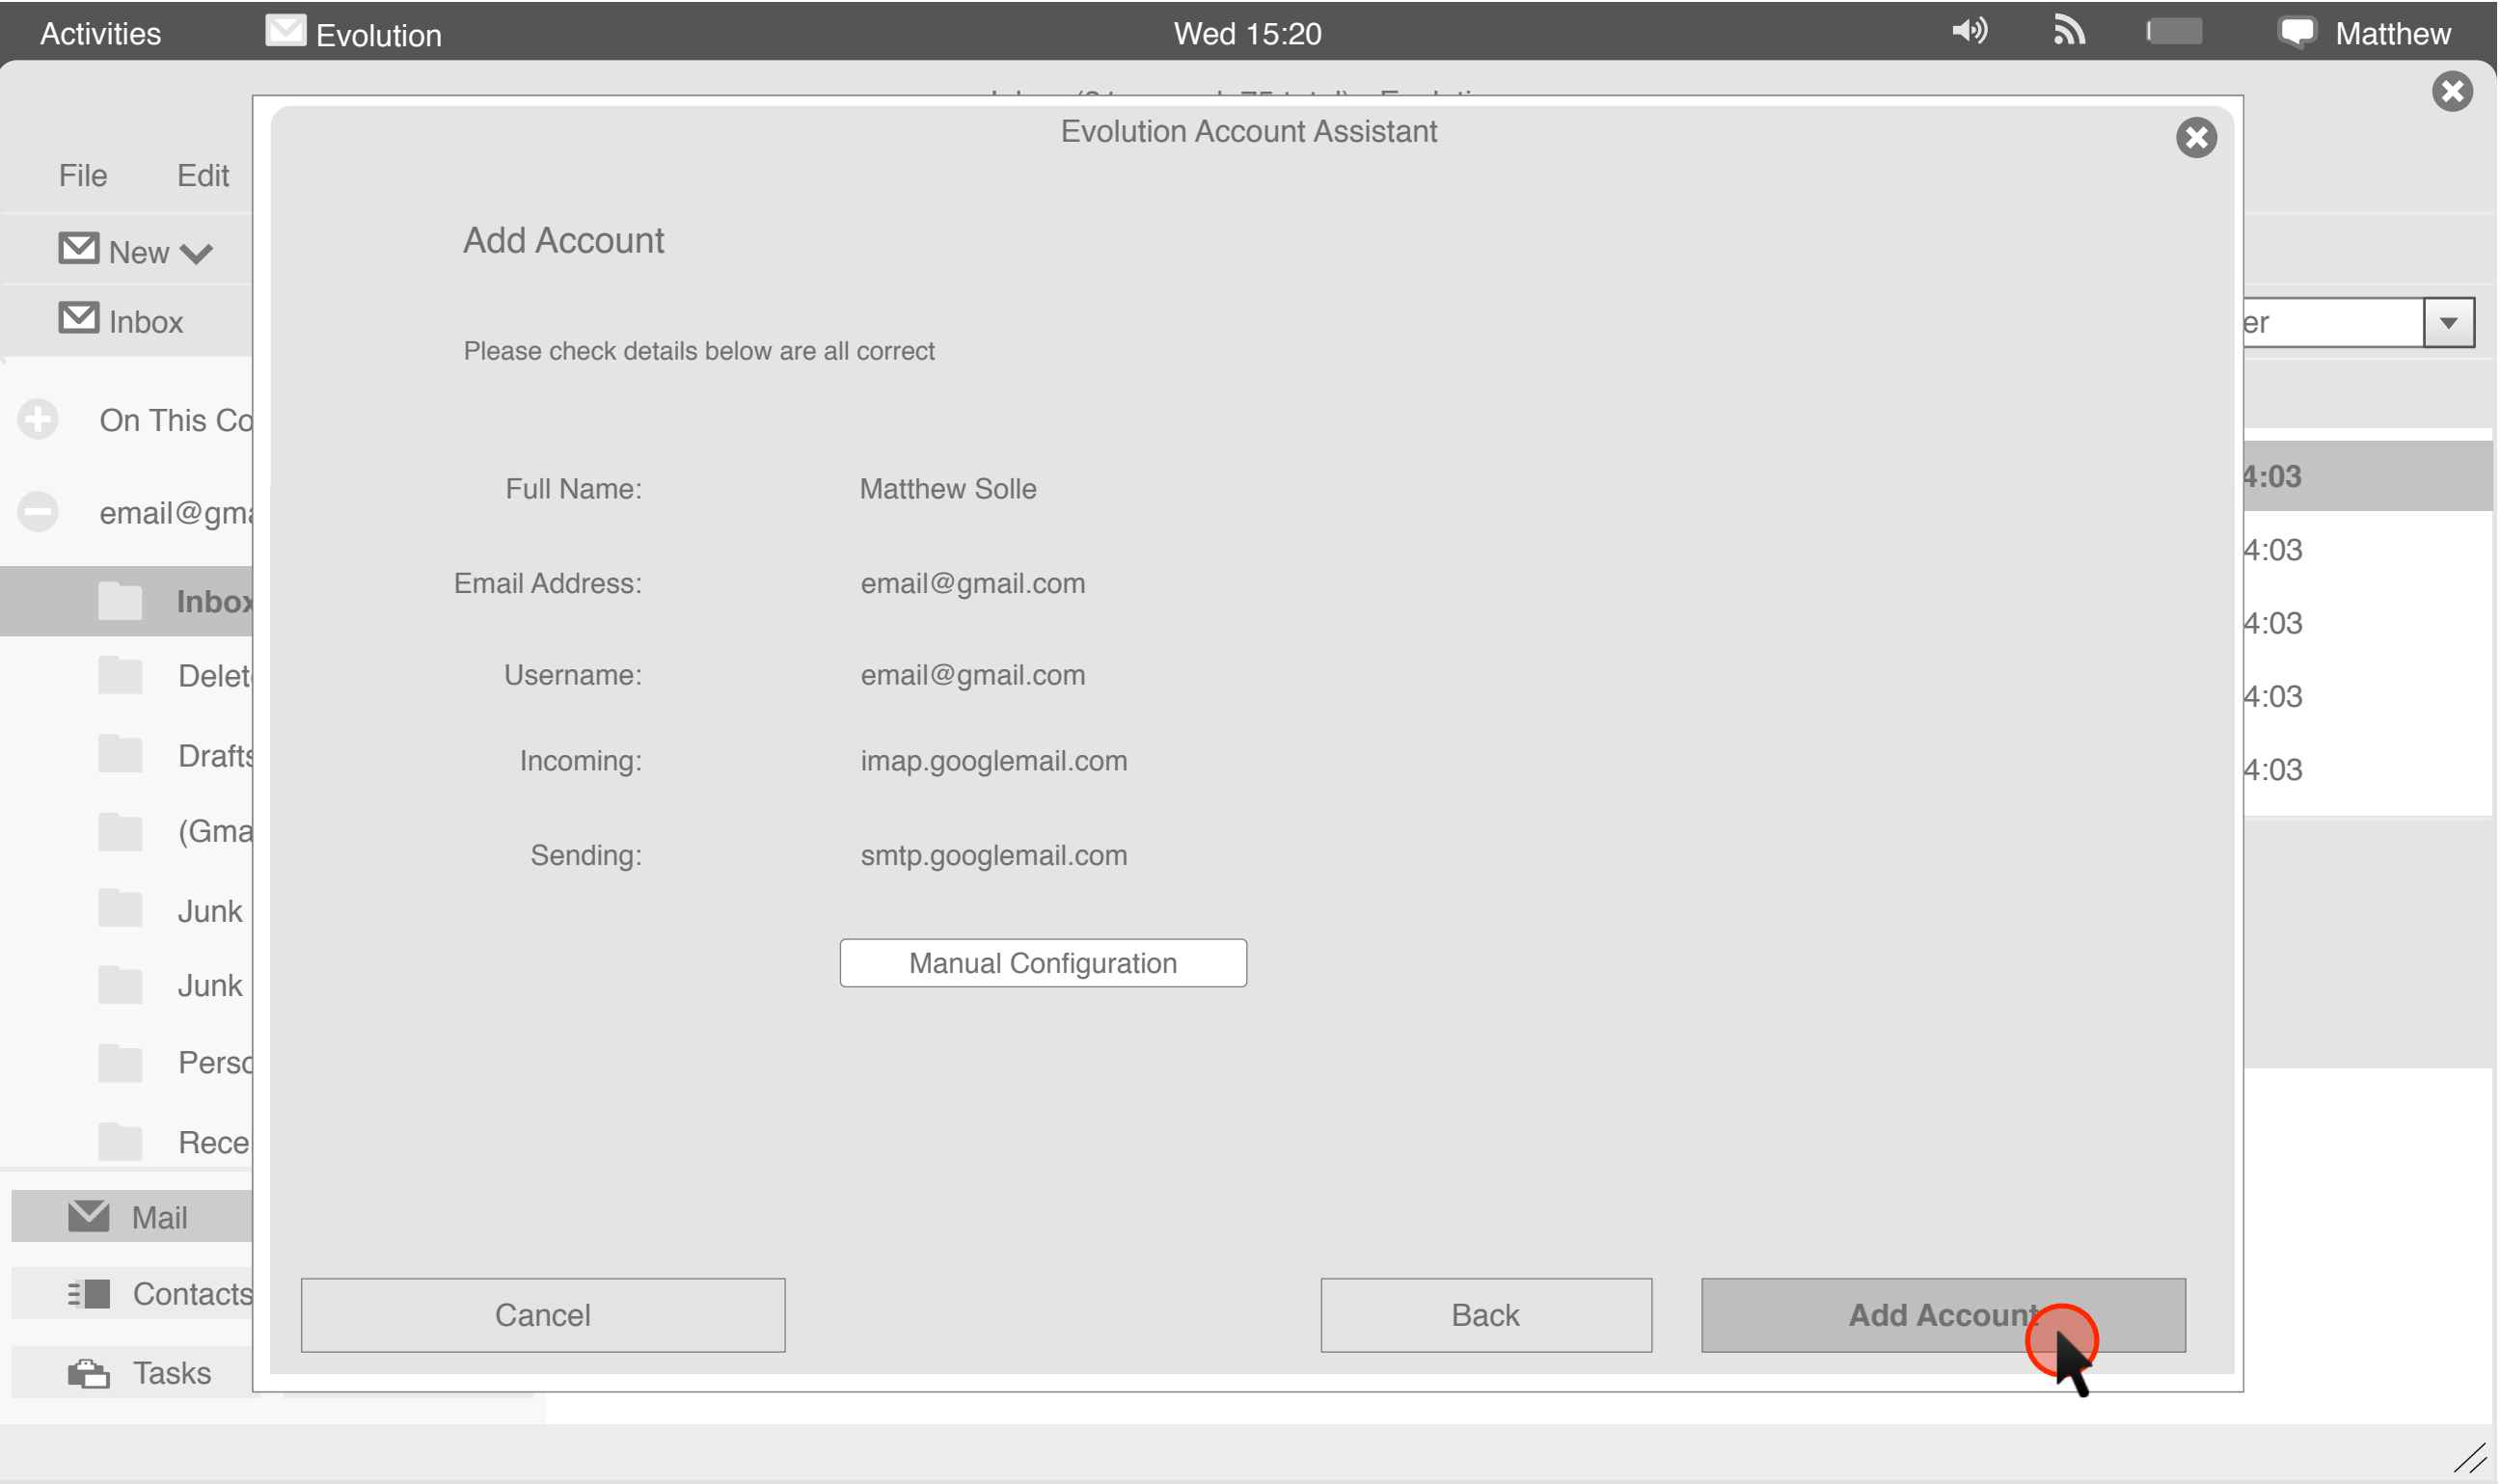 Activities Evolution Wed 15:20 Matthew
Evolution Account Assistant
File Edit
Add Account
New
Inbox
er
Please check details below are all correct
On This Co
4:03
Full Name: Matthew Solle
email@gma
4:03
Email Address: email@gmail.com
Inbox
4:03
Username: email@gmail.com
Delet
4:03
Drafts
Incoming: imap.googlemail.com
4:03
(Gma
Sending: smtp.googlemail.com
Junk
Manual Configuration
Junk
Perso
Rece
Mail
Contacts
Cancel Back Add Account
Tasks